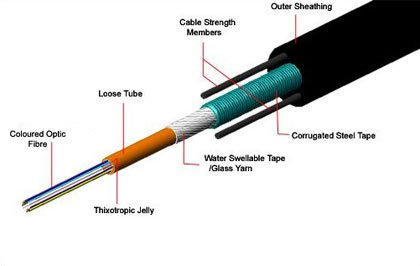 Outer Sheathing
Cable Strength
Members
Loose Tube
Coloured Optic
Fibre
Corrugated Steel Tape
Water Swellable Tape
/Glass Yarn
Thixotropic Jelly